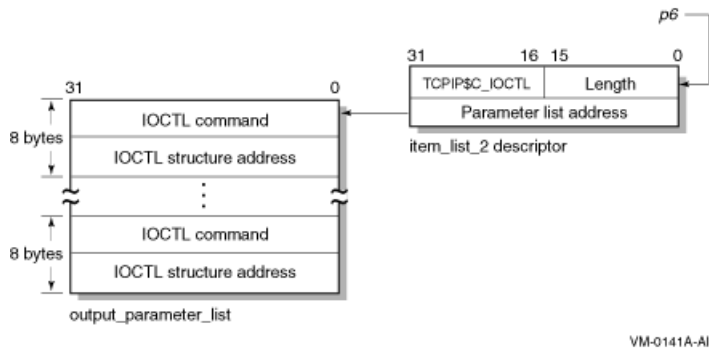 p6
31 16 15 0
TCPIP$C_IOCTL Length
Parameter list address
item_list_2 descriptor
31 0
8 bytes
IOCTL command
IOCTL structure address
8 bytes
IOCTL command
IOCTL structure address
output_parameter_list
VM-0141A-AI